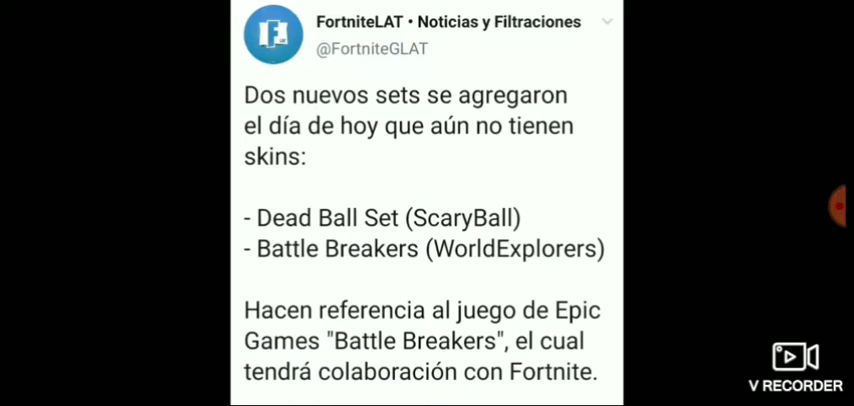 FortniteLAT • Noticias y Filtraciones
@FortniteGLAT
Dos nuevos sets se agregaron
el día de hoy que aún no tienen
skins:
- Dead Ball Set (ScaryBall)
- Battle Breakers (WorldExplorers)
Hacen referencia al juego de Epic
Games "Battle Breakers", el cual
tendrá colaboración con Fortnite.
V RECORDER